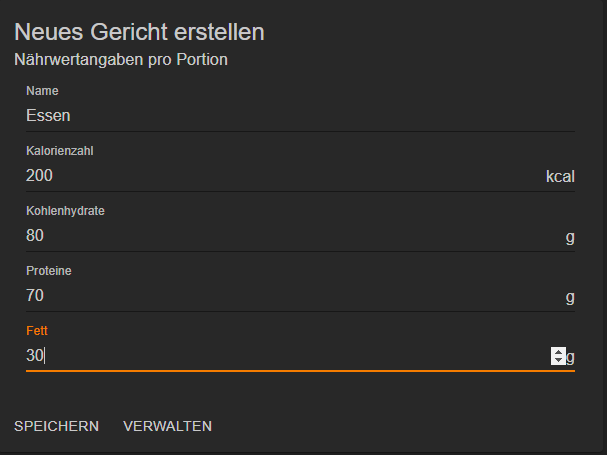 Neues Gericht erstellen
Nährwertangaben pro Portion
Name
Essen
Kalorienzahl
200 kcal
Kohlenhydrate
80 g
Proteine
70 g
Fett
30 g
SPEICHERN VERWALTEN